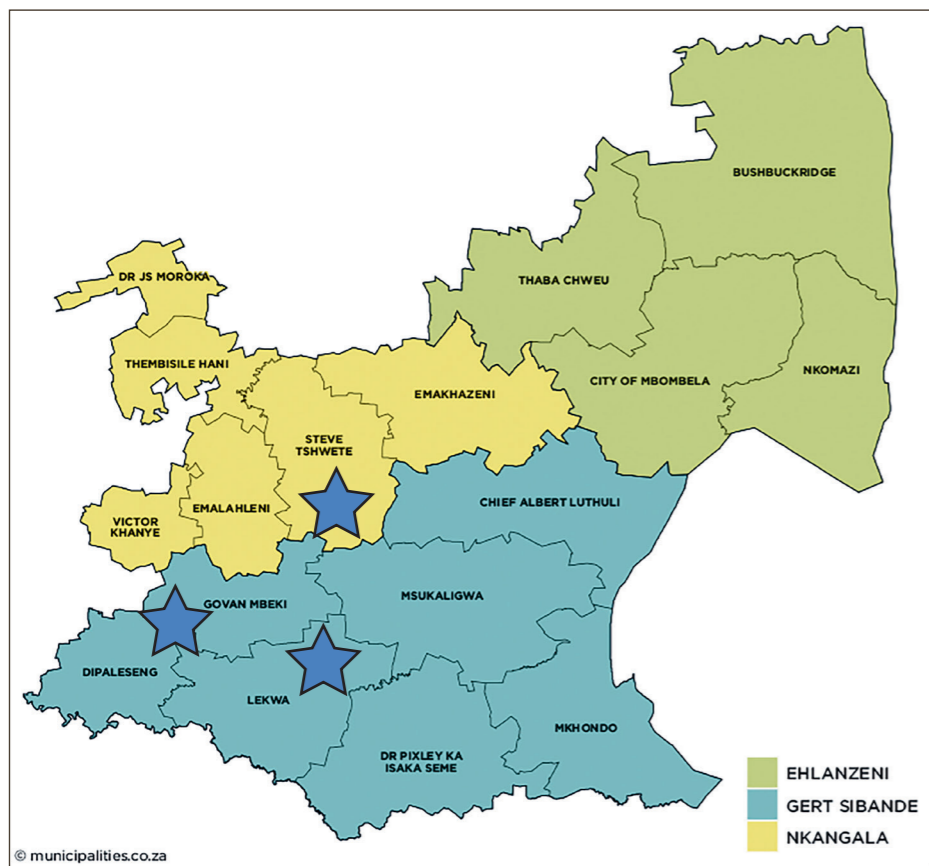 BUSHBUCKRIDGE
DR JS MOROKA
THABA CHWEU
THEMBISILE HANI
NKOMAZI
CITY OF MBOMBELA
EMAKHAZENI
STEVE
TSHWETE
CHIEF ALBERT LUTHULI
EMALAHLENI
VICTOR
KHANYE
MSUKALIGWA
GOVAN MBEKI
DIPALESENG
LEKWA
MKHONDO
DR PIXLEY KA
ISAKA SEME
EHLANZENI
GERT SIBANDE
NKANGALA
© municipalities.co.za